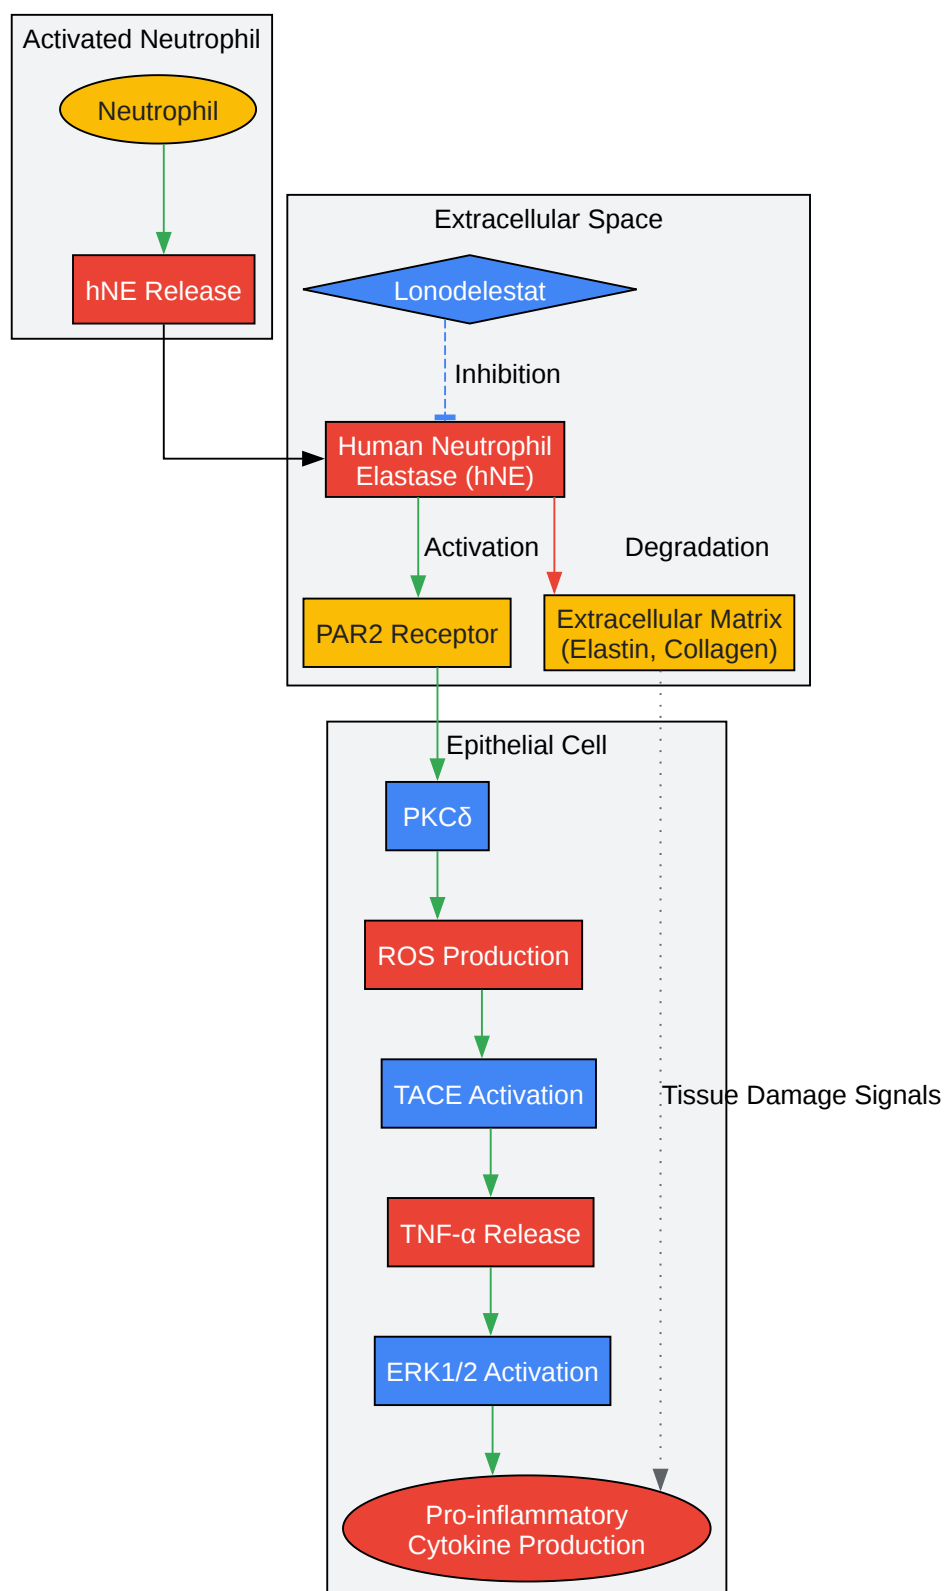 Activated Neutrophil
Neutrophil
hNE Release
Extracellular Space
Lonodelestat
Inhibition
Human Neutrophil
Elastase (hNE)
Activation
Degradation
PAR2 Receptor
Extracellular Matrix
(Elastin, Collagen)
Epithelial Cell
PKCδ
ROS Production
TACE Activation
Tissue Damage Signals
TNF-α Release
ERK1/2 Activation
Pro-inflammatory
Cytokine Production